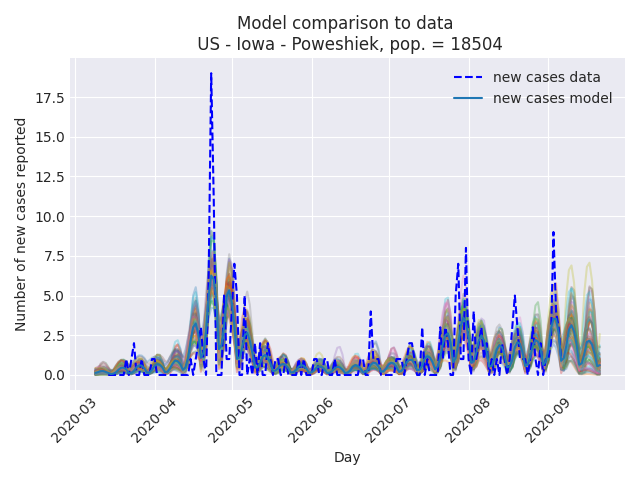 Model comparison to data
US - Iowa - Poweshiek, pop. = 18504
new cases data
new cases model
Number of new cases reported
17.5
15.0
12.5
10.0
7.5
5.0
2.5
0.0
2020-03
2020-04
2020-05
2020-06
2020-07
2020-08
2020-09
Day